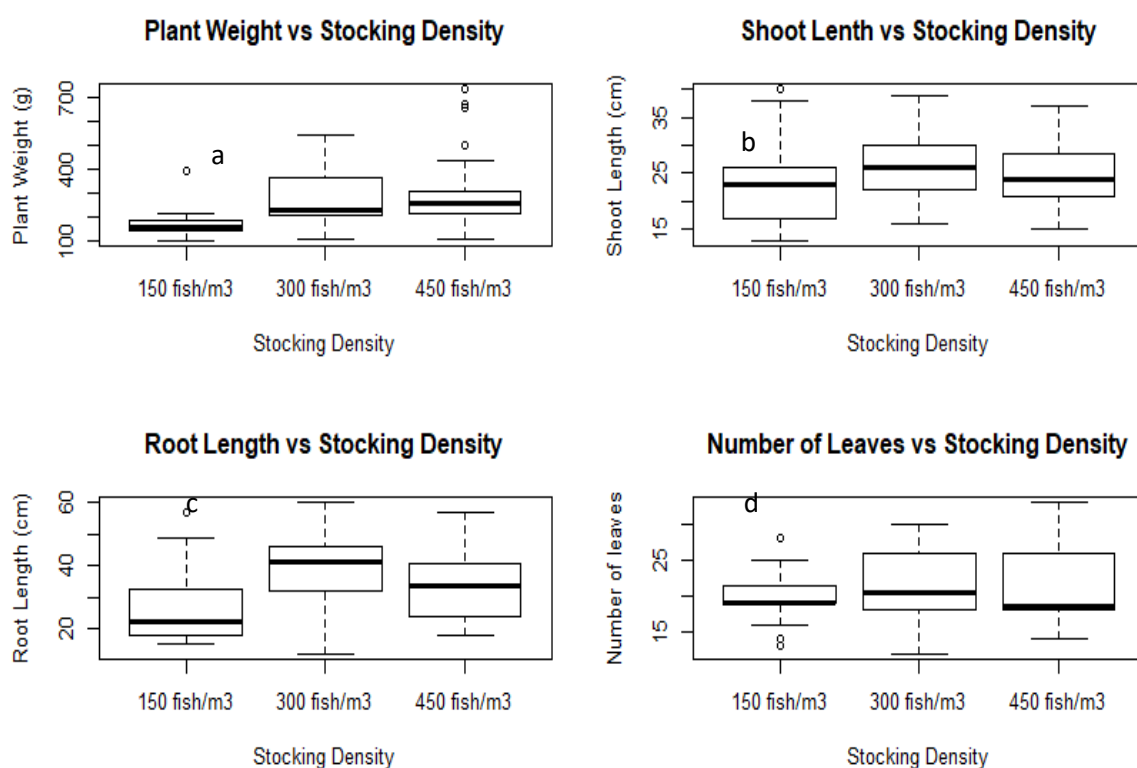 Plant Weight vs Stocking Density
Plant Weight (g)
700
400
100
a
150 fish/m3 300 fish/m3 450 fish/m3
Stocking Density
Shoot Lenth vs Stocking Density
Shoot Length (cm)
35
25
15
b
150 fish/m3 300 fish/m3 450 fish/m3
Stocking Density
Root Length vs Stocking Density
Root Length (cm)
60
40
20
c
150 fish/m3 300 fish/m3 450 fish/m3
Stocking Density
Number of Leaves vs Stocking Density
Number of leaves
25
15
d
150 fish/m3 300 fish/m3 450 fish/m3
Stocking Density